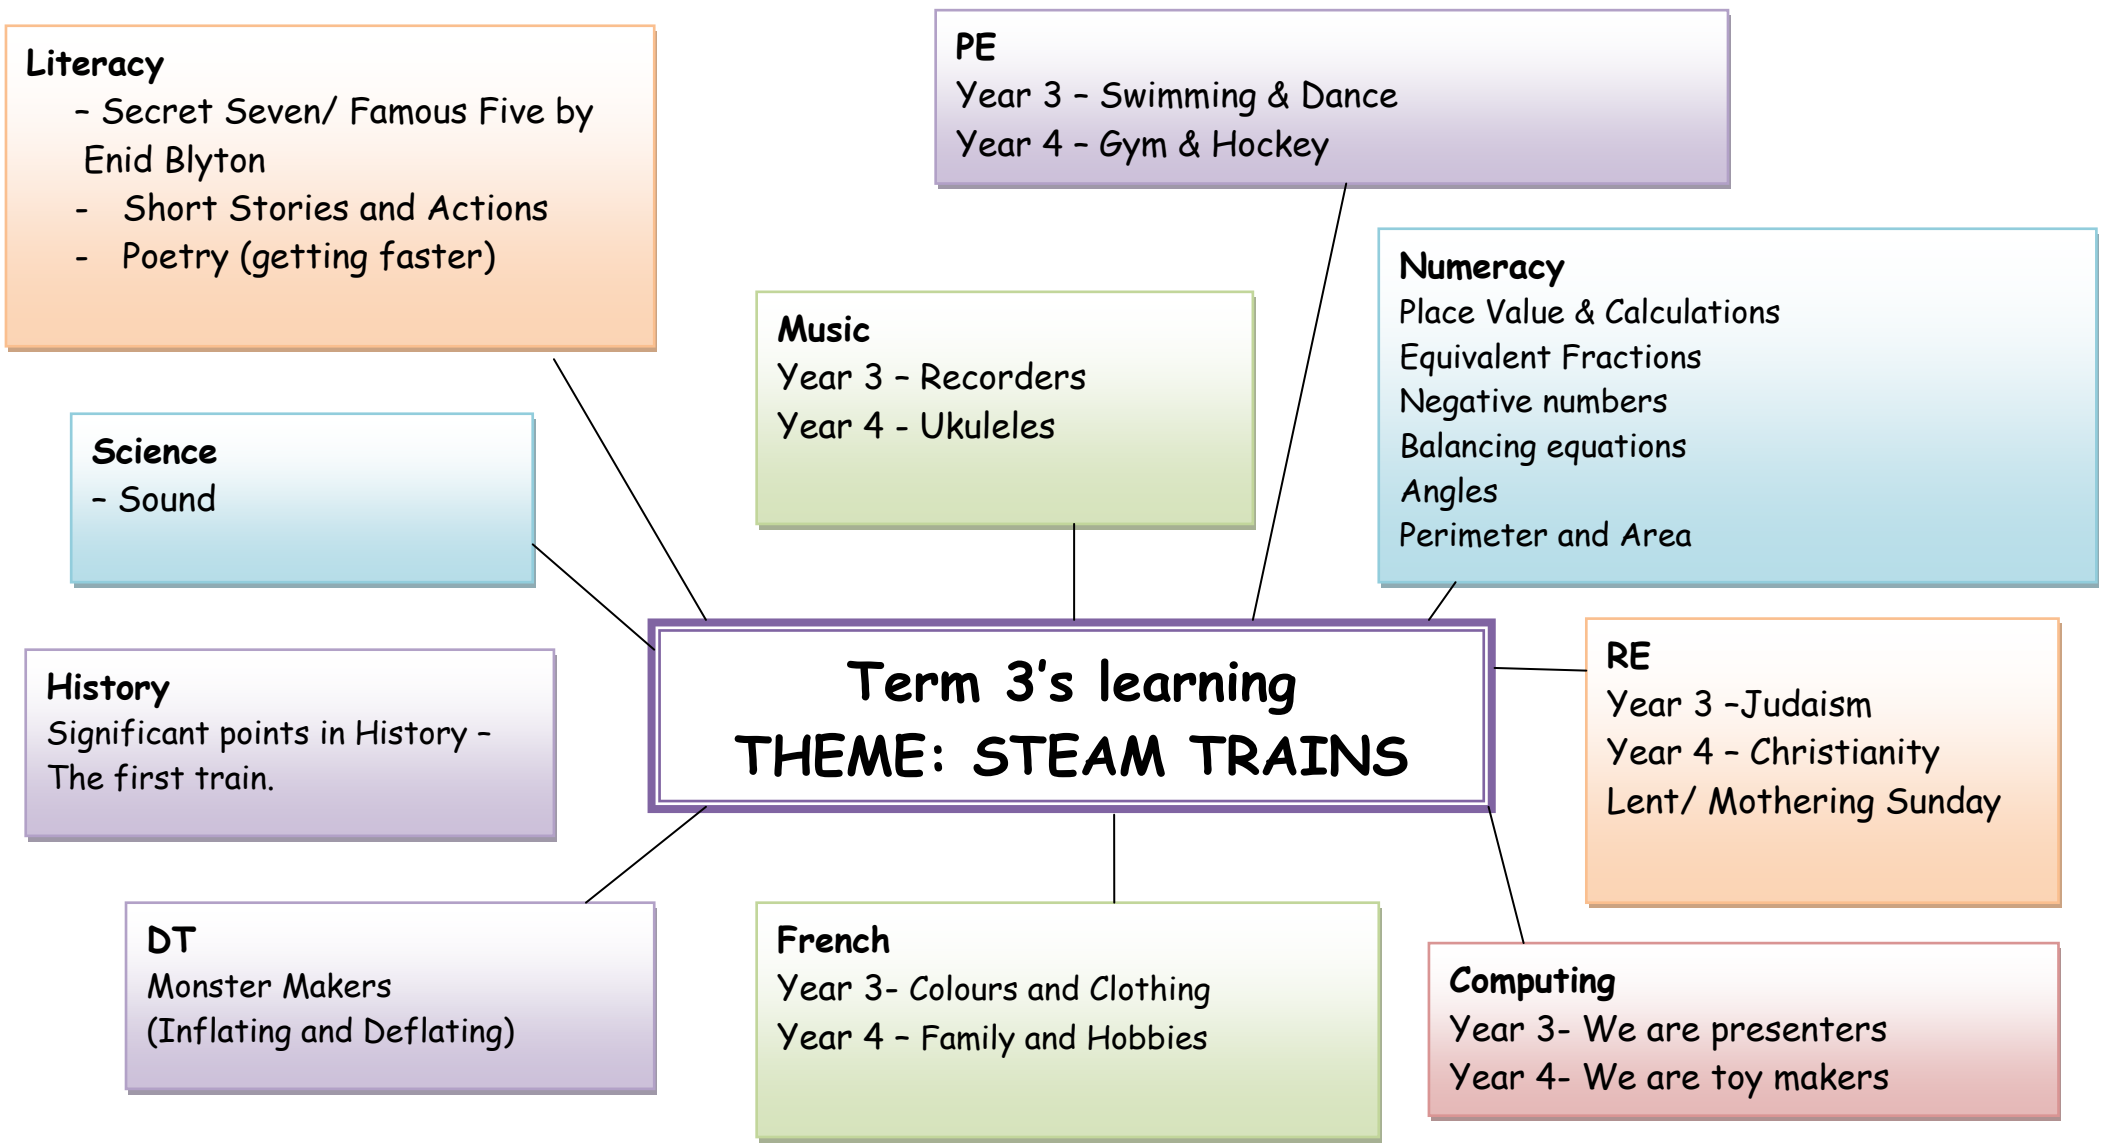 Literacy
– Secret Seven/ Famous Five by
Enid Blyton
- Short Stories and Actions
- Poetry (getting faster)
PE
Year 3 – Swimming & Dance
Year 4 – Gym & Hockey
Music
Year 3 – Recorders
Year 4 - Ukuleles
Numeracy
Place Value & Calculations
Equivalent Fractions
Negative numbers
Balancing equations
Angles
Perimeter and Area
Science
– Sound
Term 3's learning
THEME: STEAM TRAINS
History
Significant points in History –
The first train.
RE
Year 3 –Judaism
Year 4 – Christianity
Lent/ Mothering Sunday
DT
Monster Makers
(Inflating and Deflating)
French
Year 3- Colours and Clothing
Year 4 – Family and Hobbies
Computing
Year 3- We are presenters
Year 4- We are toy makers